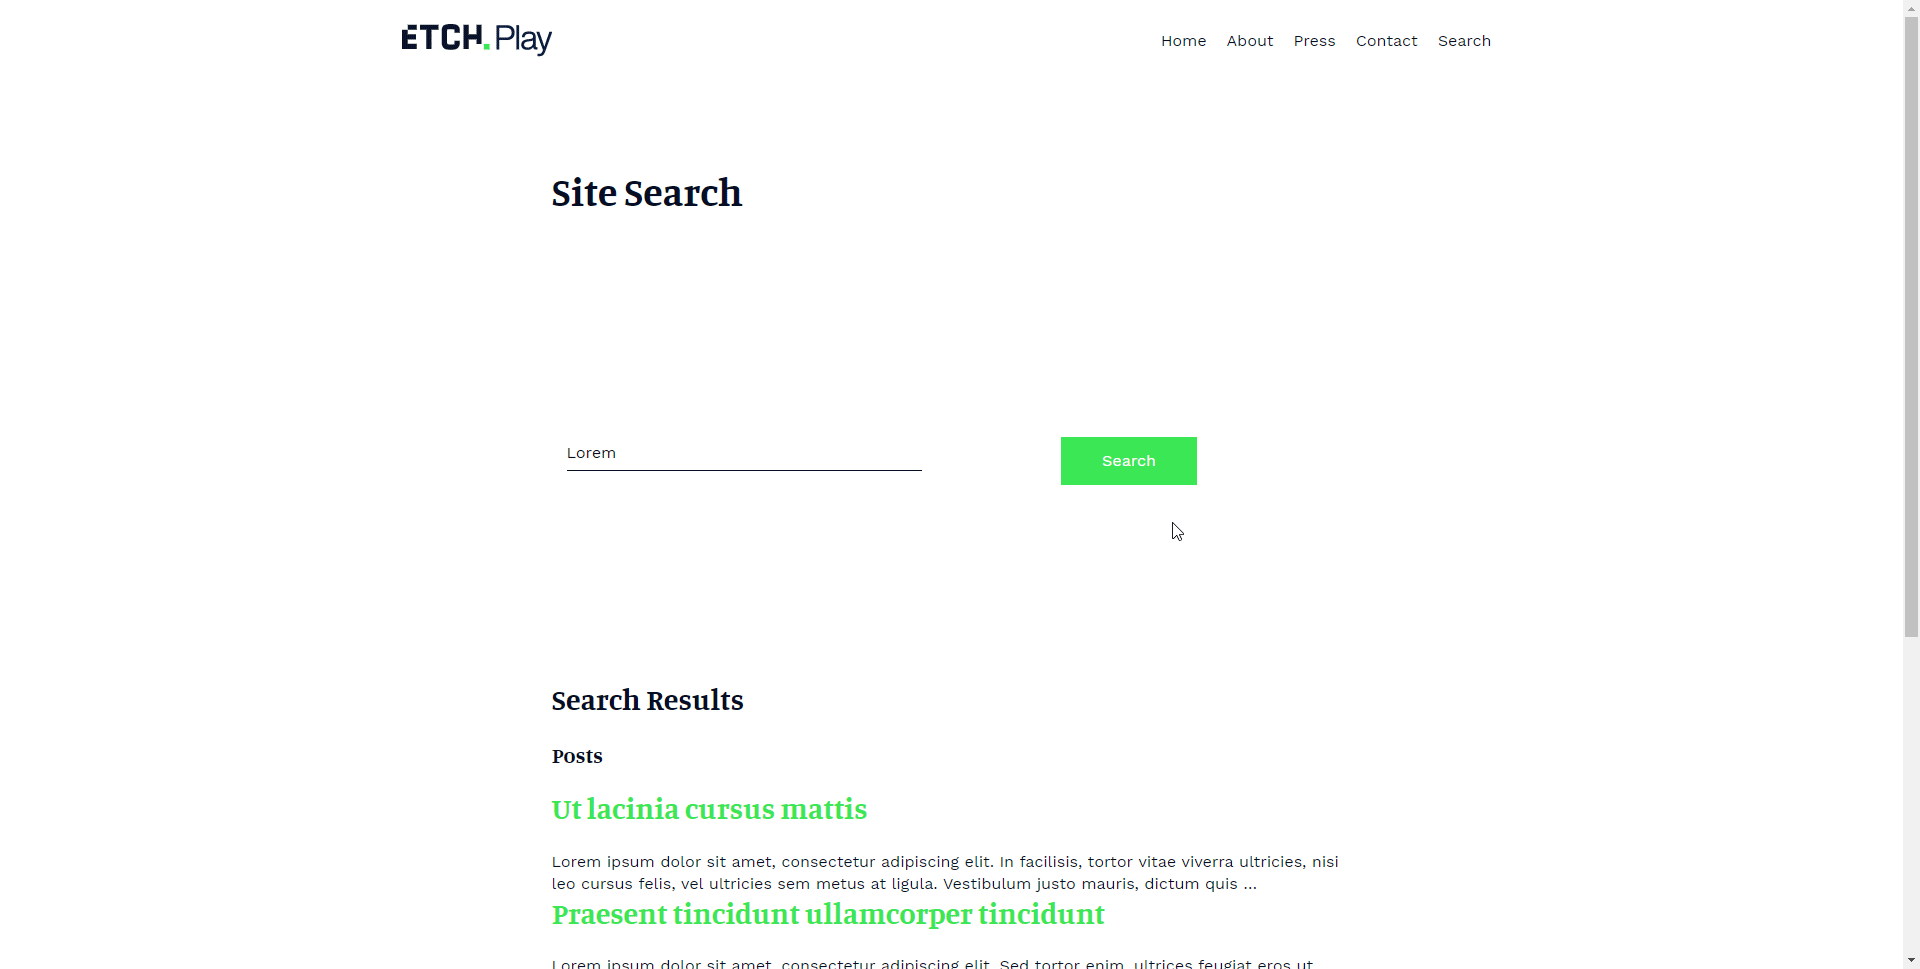 ETCH. Play
Home About Press Contact Search
Site Search
Lorem
Search
Search Results
Posts
Ut lacinia cursus mattis
Lorem ipsum dolor sit amet, consectetur adipiscing elit. In facilisis, tortor vitae viverra ultricies, nisi
leo cursus felis, vel ultricies sem metus at ligula. Vestibulum justo mauris, dictum quis ...
Praesent tincidunt ullamcorper tincidunt
Lorem ipsum dolor sit amet, consectetur adipiscing elit. Sed tortor enim, ultrices feugiat eros ut